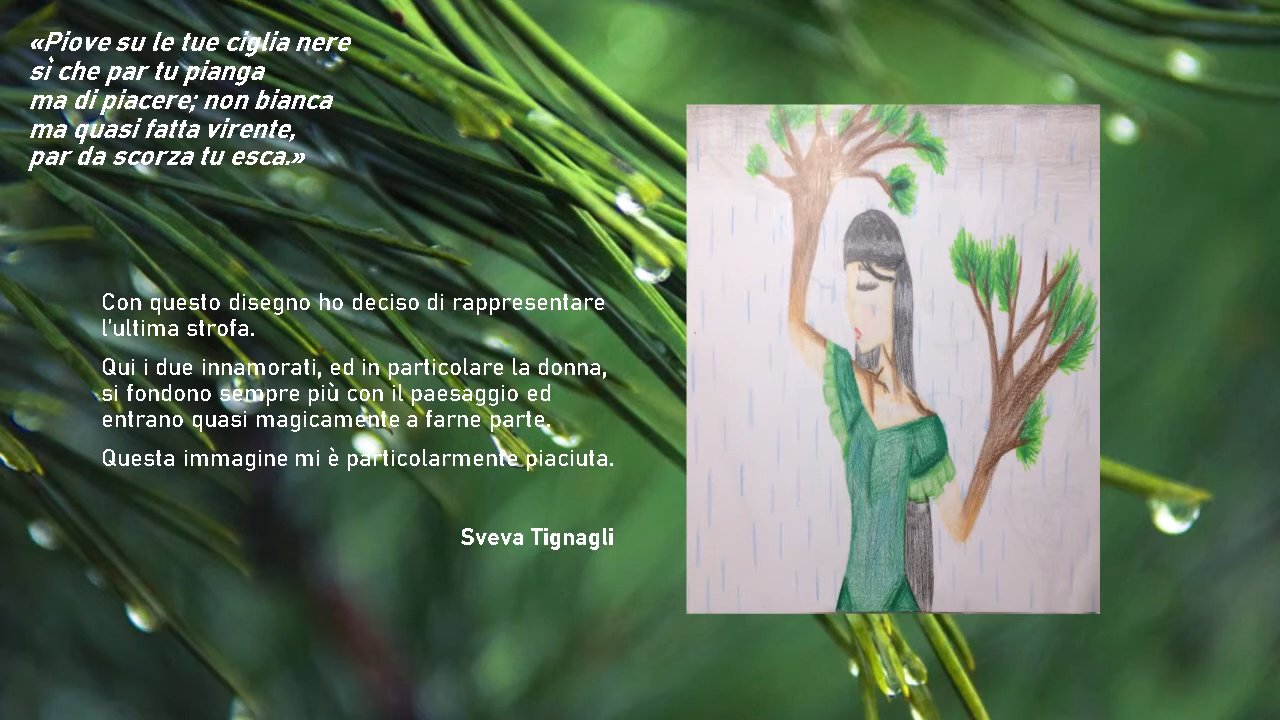 «Piove su le tue ciglia nere
sì che par tu pianga
ma di piacere; non bianca
ma quasi fatta virente,
par da scorza tu esca.»
Con questo disegno ho deciso di rappresentare
l'ultima strofa.
Qui i due innamorati, ed in particolare la donna,
si fondono sempre più con il paesaggio ed
entrano quasi magicamente a farne parte.
Questa immagine mi è particolarmente piaciuta.
Sveva Tignagli